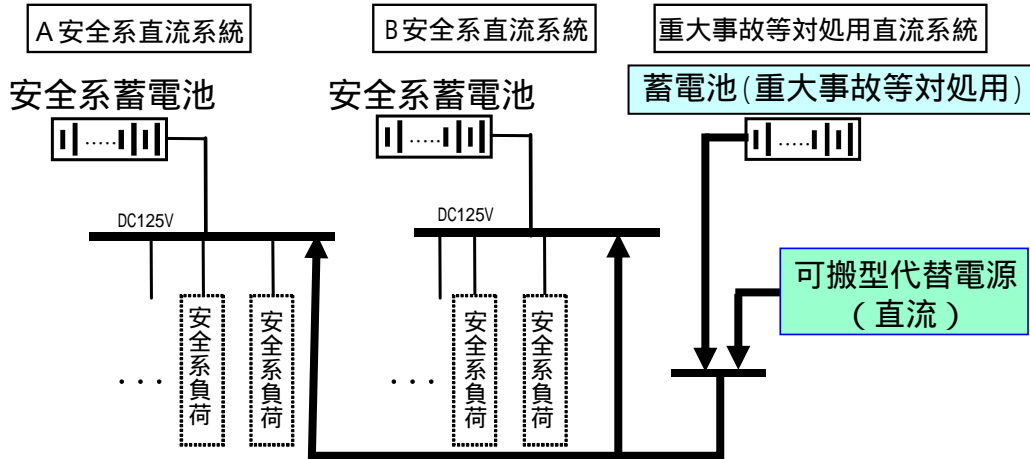 A安全系直流系統
B安全系直流系統
重大事故等対処用直流系統
安全系蓄電池
安全系蓄電池
蓄電池(重大事故等対処用)
DC125V
DC125V
可搬型代替電源
(直流)
安全系負荷
安全系負荷
安全系負荷
安全系負荷
・・・
・・・